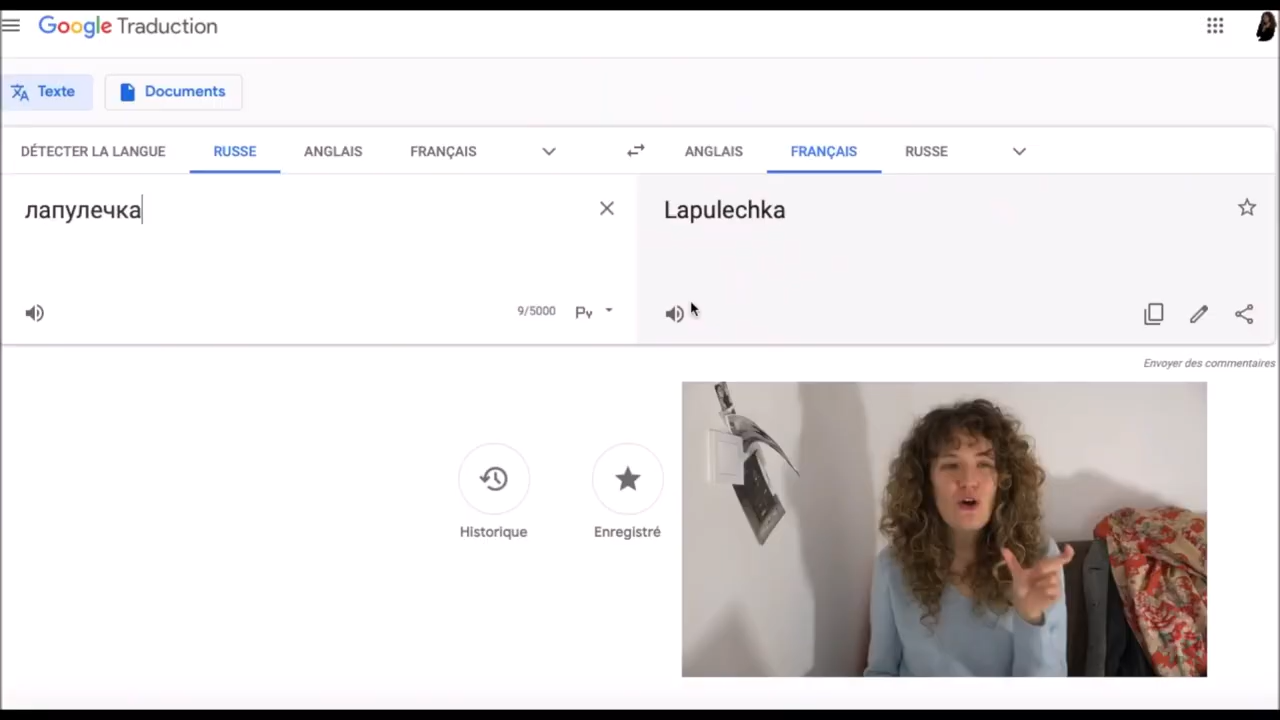 Google Traduction
Texte
Documents
DÉTECTER LA LANGUE RUSSE ANGLAIS FRANÇAIS
ANGLAIS FRANÇAIS RUSSE
лапулечка
Lapulechka
9/5000
Envoyer des commentaires
Historique
Enregistré